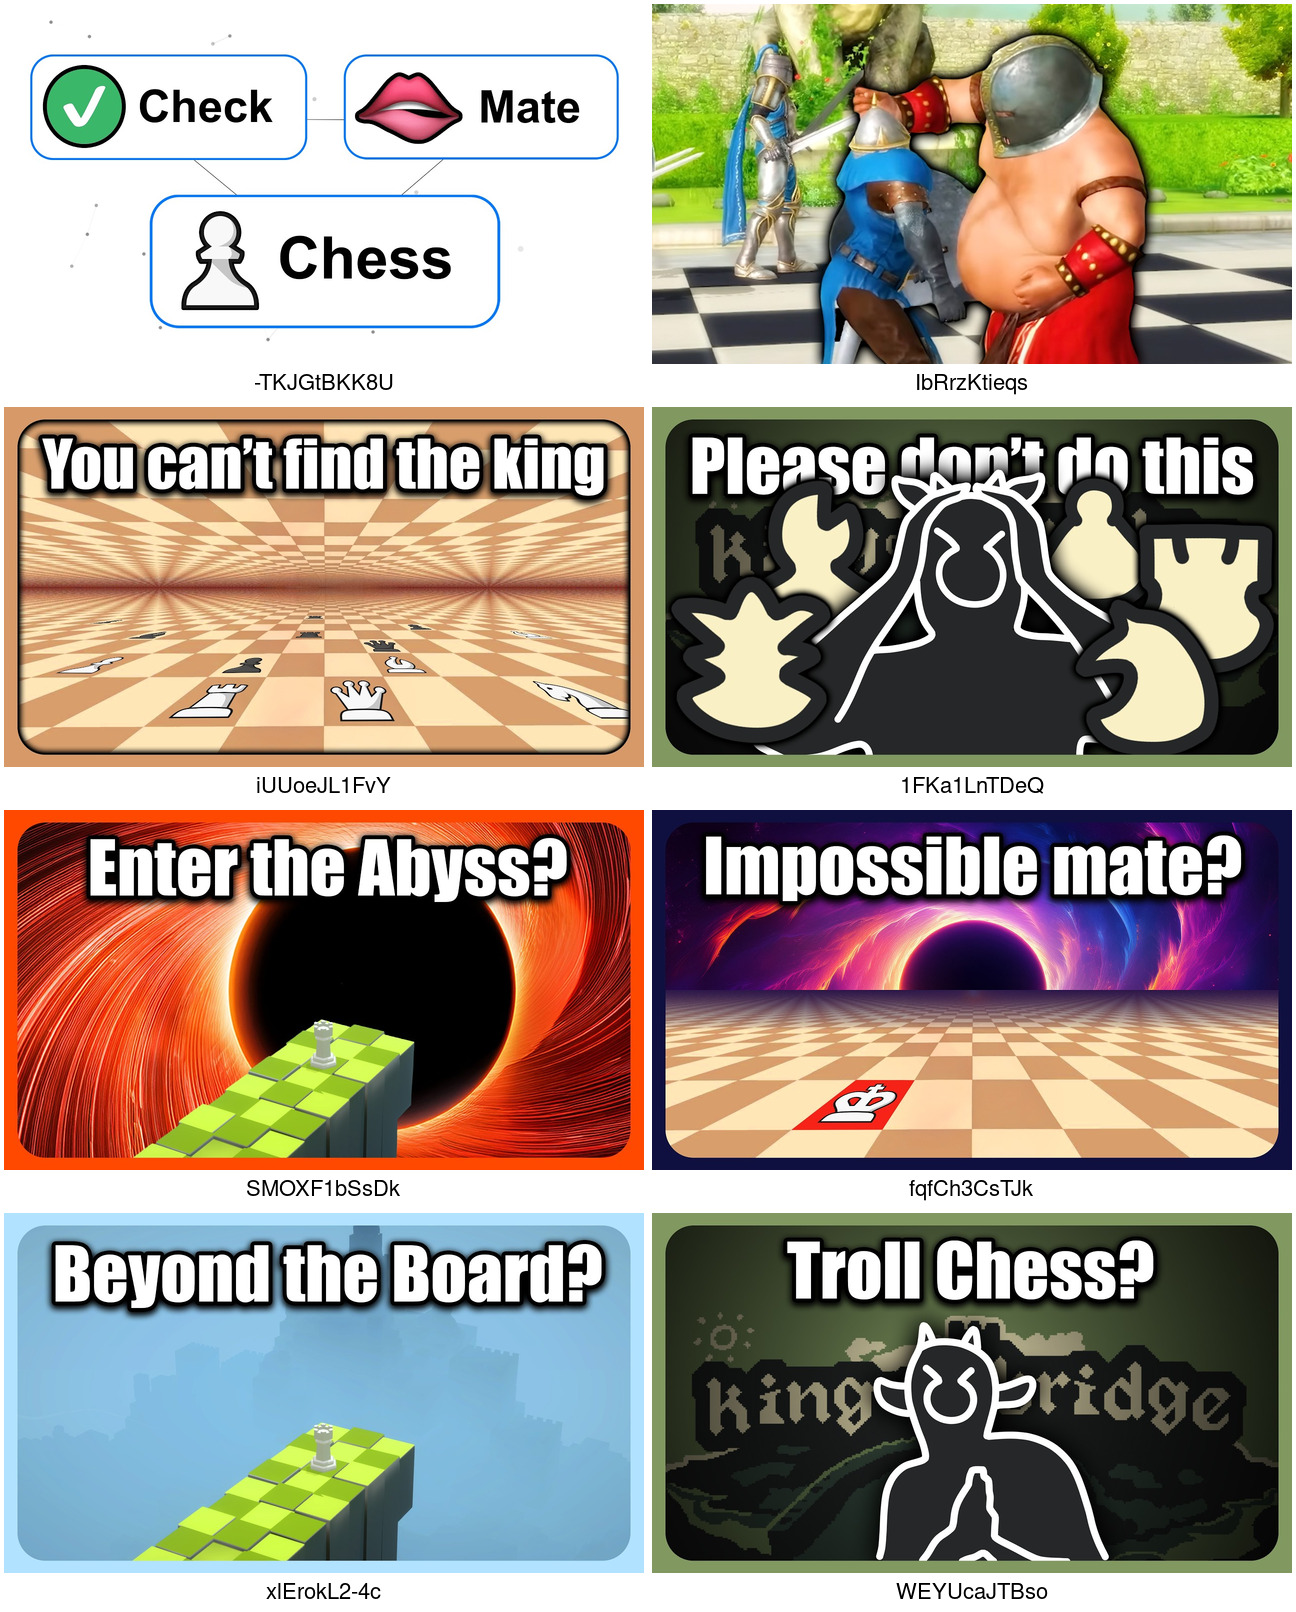 Check
Mate
Chess
-TKJGtBKK8U
IbRrzKtieqs
You can't find the king
Please don't do this
iUUoeJL1FvY
1FKa1LnTDeQ
Enter the Abyss?
Impossible mate?
SMOXF1bSsDk
fqfCh3CsTJk
Beyond the Board?
Troll Chess?
xlErokL2-4c
WEYUcaJTBso